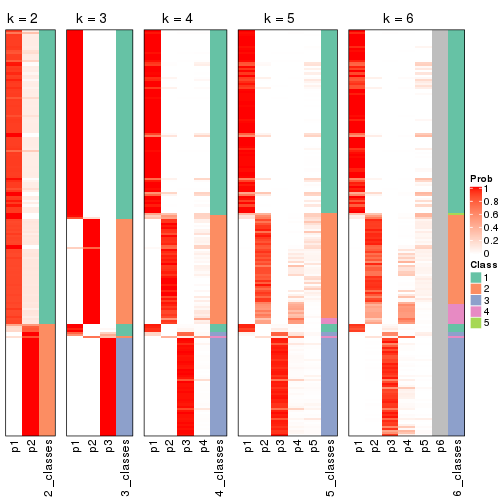 k = 2
k = 3
k = 4
k = 5
k = 6
p1
p2
2_classes
p1
p2
p3
3_classes
p1
p2
p3
p4
4_classes
p1
p2
p3
p4
p5
5_classes
p1
p2
p3
p4
p5
p6
6_classes
Prob
1
0.8
0.6
0.4
0.2
0
Class
1
2
3
4
5